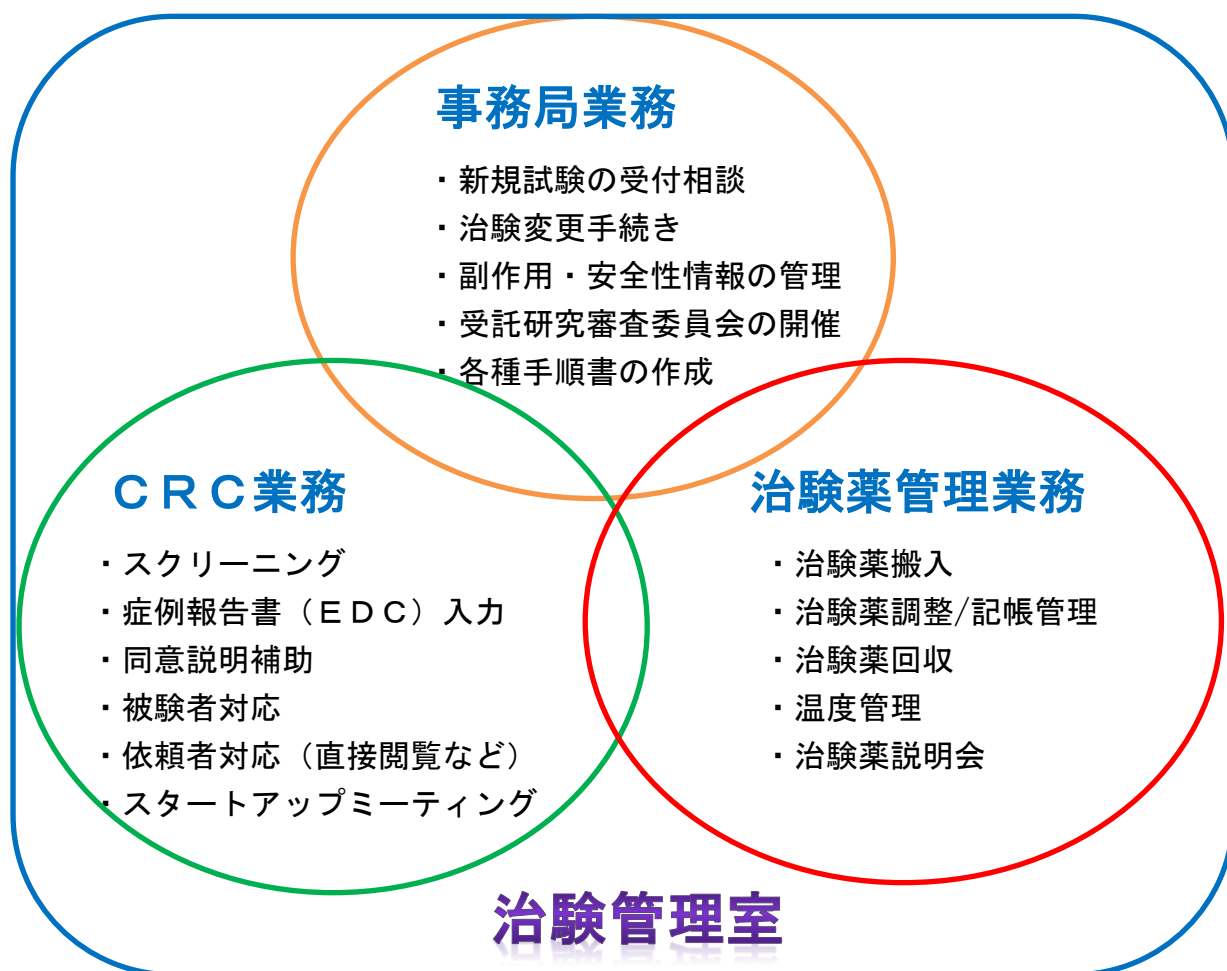 事務局業務
・新規試験の受付相談
・治験変更手続き
・副作用・安全性情報の管理
・受託研究審査委員会の開催
・各種手順書の作成
ＣＲＣ業務
・スクリーニング
・症例報告書（ＥＤＣ）入力
・同意説明補助
・被験者対応
・依頼者対応（直接閲覧など）
・スタートアップミーティング
治験薬管理業務
・治験薬搬入
・治験薬調整/記帳管理
・治験薬回収
・温度管理
・治験薬説明会
治験管理室